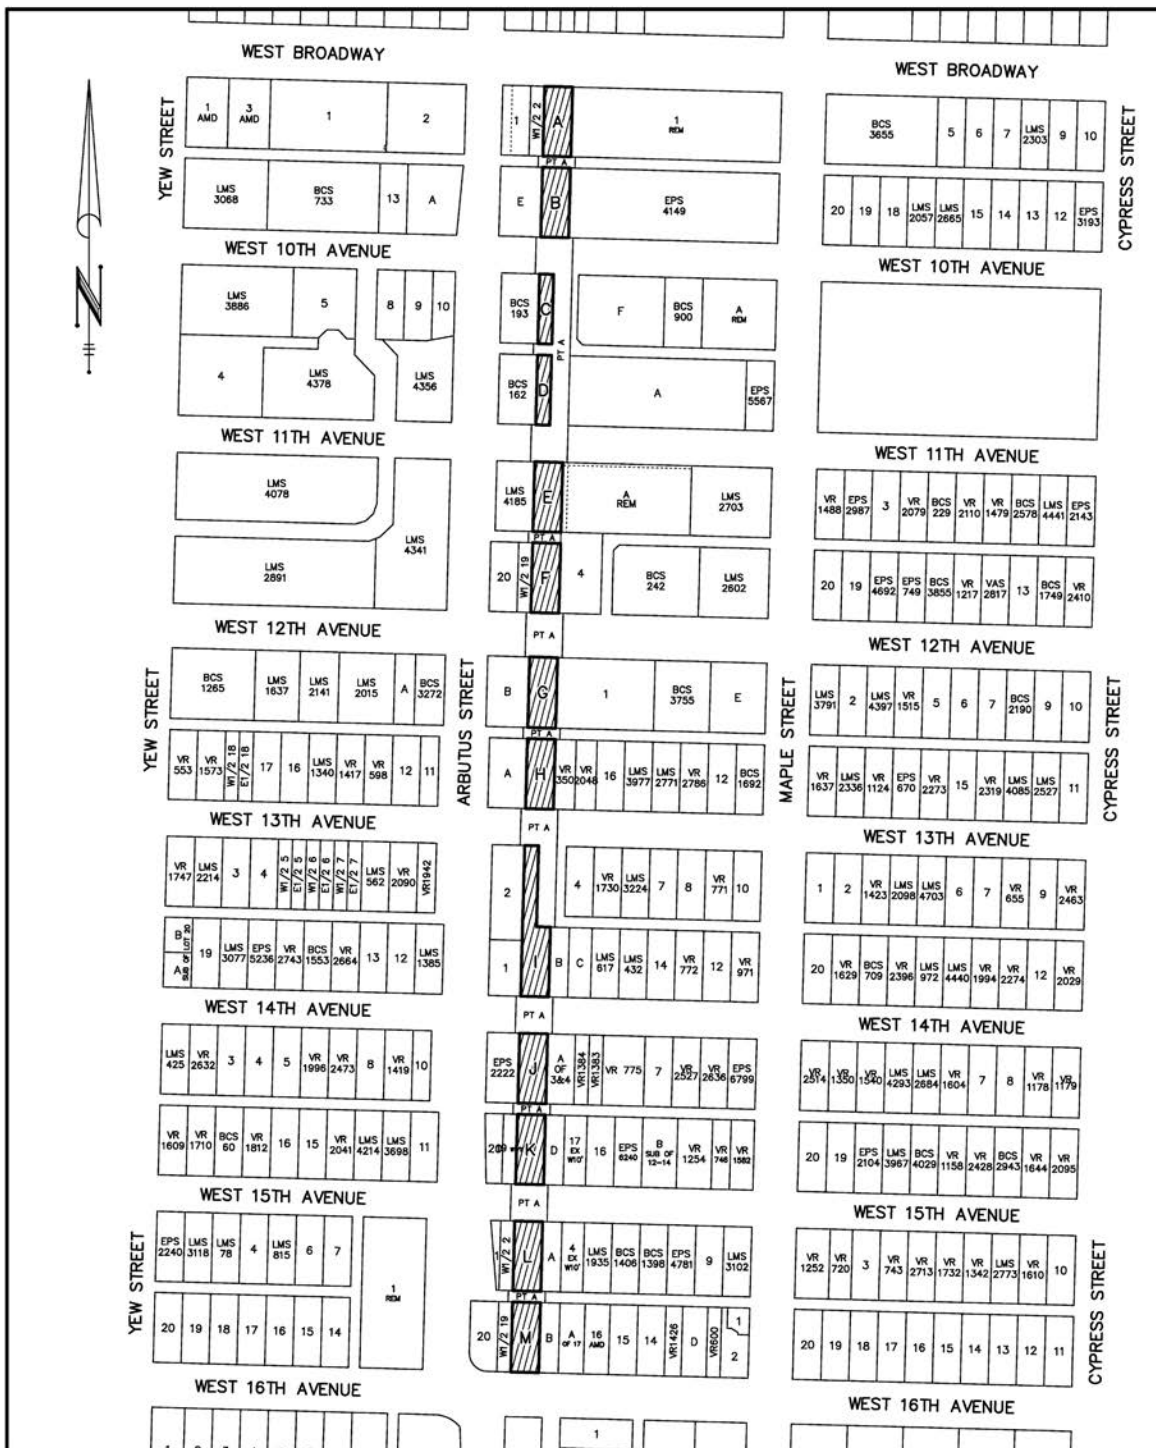 WEST BROADWAY
WEST BROADWAY
YEW STREET
1
AMD
3
AMD
1
2
1
W1/2 2
A
1
REM
BCS
3655
5
6
7
LMS
2303
9
10
CYPRESS STREET
PT A
LMS
3068
BCS
733
13
A
E
B
EPS
4149
20
19
18
LMS
2057
LMS
2665
15
14
13
12
EPS
3193
WEST 10TH AVENUE
WEST 10TH AVENUE
LMS
3886
5
8
9
10
BCS
193
C
F
BCS
900
A
REM
PT A
4
LMS
4378
LMS
4356
BCS
162
D
A
EPS
5567
WEST 11TH AVENUE
WEST 11TH AVENUE
LMS
4078
LMS
4341
LMS
4185
E
A
REM
LMS
2703
VR
1488
EPS
2987
3
VR
2079
BCS
229
VR
2110
VR
1479
BCS
2578
LMS
4441
EPS
2143
PT A
LMS
2891
20
W1/2 19
F
4
BCS
242
LMS
2602
20
19
EPS
4692
EPS
749
BCS
3855
VR
1217
VAS
2817
13
BCS
1749
VR
2410
WEST 12TH AVENUE
PT A
WEST 12TH AVENUE
YEW STREET
BCS
1265
LMS
1637
LMS
2141
LMS
2015
A
BCS
3272
ARBUTUS STREET
B
G
1
BCS
3755
E
MAPLE STREET
LMS
3791
2
LMS
4397
VR
1515
5
6
7
BCS
2190
9
10
CYPRESS STREET
PT A
VR
553
VR
1573
W1/2 18
E1/2 18
17
16
LMS
1340
VR
1417
VR
598
12
11
A
H
VR
350
VR
2048
16
LMS
3977
LMS
2771
VR
2786
12
BCS
1692
VR
1637
LMS
2336
VR
1124
EPS
670
VR
2273
15
VR
2319
LMS
4085
LMS
2527
11
WEST 13TH AVENUE
PT A
WEST 13TH AVENUE
VR
1747
LMS
2214
3
4
W1/2 5
E1/2 5
W1/2 6
E1/2 6
W1/2 7
E1/2 7
LMS
562
VR
2090
VR1942
2
4
VR
1730
LMS
3224
7
8
VR
771
10
1
2
VR
1423
LMS
2098
LMS
4703
6
7
VR
655
9
VR
2463
B
A
SUB OF LOT 20
19
LMS
3077
EPS
5236
VR
2743
BCS
1553
VR
2664
13
12
LMS
1385
1
I
B
C
LMS
617
LMS
432
14
VR
772
12
VR
971
20
VR
1629
BCS
709
VR
2396
LMS
972
LMS
4440
VR
1994
VR
2274
12
VR
2029
WEST 14TH AVENUE
PT A
WEST 14TH AVENUE
LMS
425
VR
2632
3
4
5
VR
1996
VR
2473
8
VR
1419
10
EPS
2222
J
A
OF
3&4
VR1384
VR1383
VR 775
7
VR
2527
VR
2636
EPS
6799
VR
2514
VR
1350
VR
1540
LMS
4293
LMS
2684
VR
1604
7
8
VR
1178
VR
1179
PT A
VR
1609
VR
1710
BCS
60
VR
1812
16
15
VR
2041
LMS
4214
LMS
3698
11
K
D
17
EX
W10'
16
EPS
6240
B
SUB OF
12-14
VR
1254
VR
746
VR
1582
20
19
EPS
2104
LMS
3967
BCS
4029
VR
1158
VR
2428
BCS
2943
VR
1644
VR
2095
WEST 15TH AVENUE
PT A
WEST 15TH AVENUE
YEW STREET
EPS
2240
LMS
3118
LMS
78
4
LMS
815
6
7
1
REM
1
W1/2 2
L
A
4
EX
W10'
LMS
1935
BCS
1406
BCS
1398
EPS
4781
9
LMS
3102
VR
1252
VR
720
3
VR
743
VR
2713
VR
1732
VR
1342
LMS
2773
VR
1610
10
CYPRESS STREET
PT A
20
19
18
17
16
15
14
20
W1/2 19
M
B
A
OF 17
16
AMD
15
14
VR1426
D
VR600
1
2
20
19
18
17
16
15
14
13
12
11
WEST 16TH AVENUE
WEST 16TH AVENUE
1